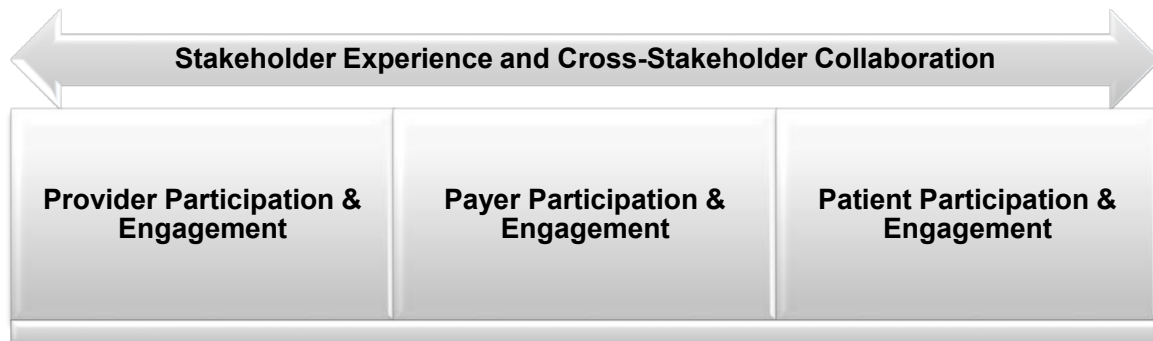 Stakeholder Experience and Cross-Stakeholder Collaboration
Provider Participation &
Engagement
Payer Participation &
Engagement
Patient Participation &
Engagement